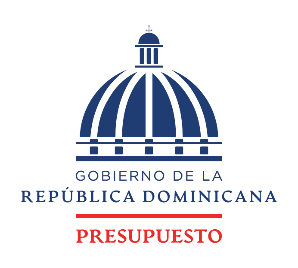 GOBIERNO DE LA
REPÚBLICA DOMINICANA
PRESUPUESTO